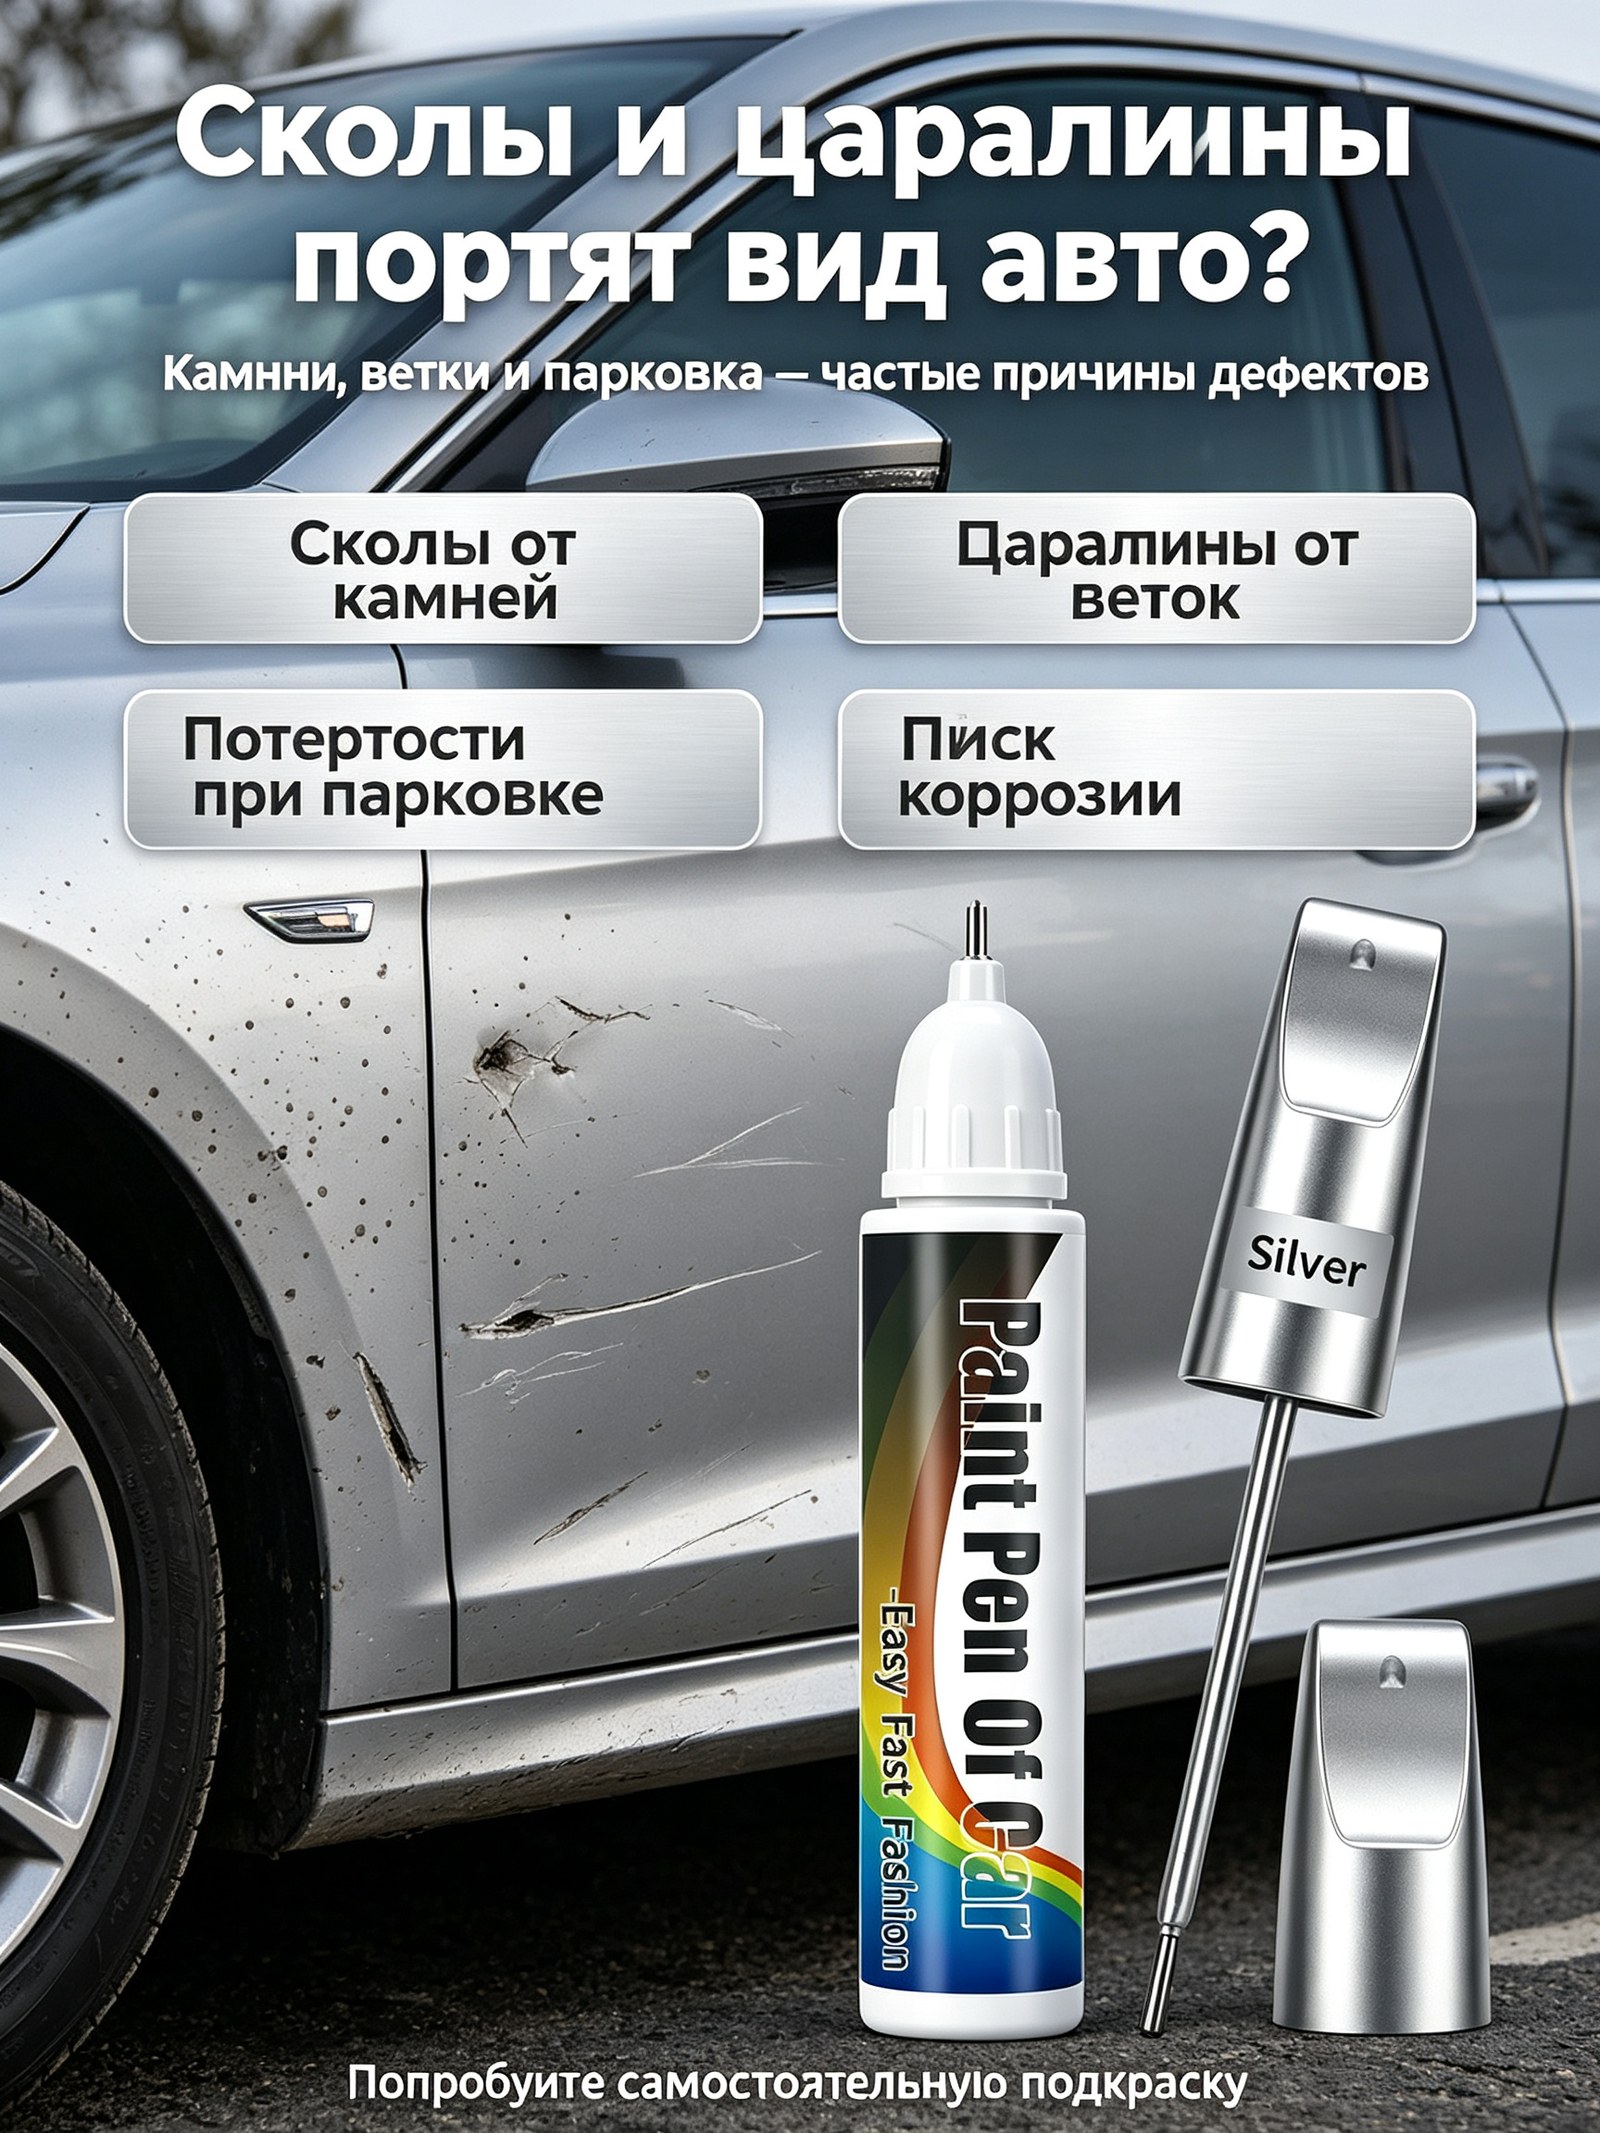 Сколы и царалины
портят вид авто?
Камнни, ветки и парковка – частые причины дефектов
Сколы от
камней
Царалины от
веток
Потертости
при парковке
Писк
коррозии
Silver
Paint Pen Of Car
-Easy Fast Fashion
Попробуите самостоятельную подкраску